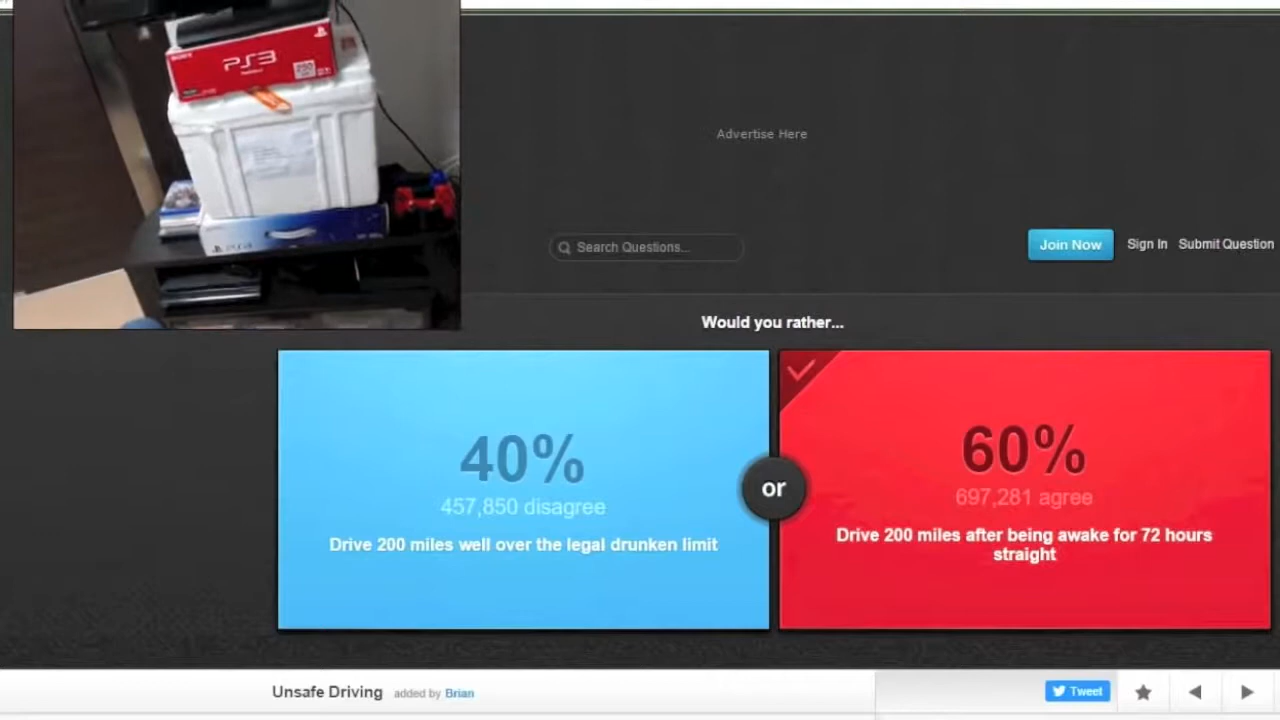 SONY
PS3
PS4
Advertise Here
Search Questions...
Join Now
Sign In
Submit Question
Would you rather...
40%
457,850 disagree
Drive 200 miles well over the legal drunken limit
or
60%
697,281 agree
Drive 200 miles after being awake for 72 hours
straight
Unsafe Driving
added by Brian
Tweet